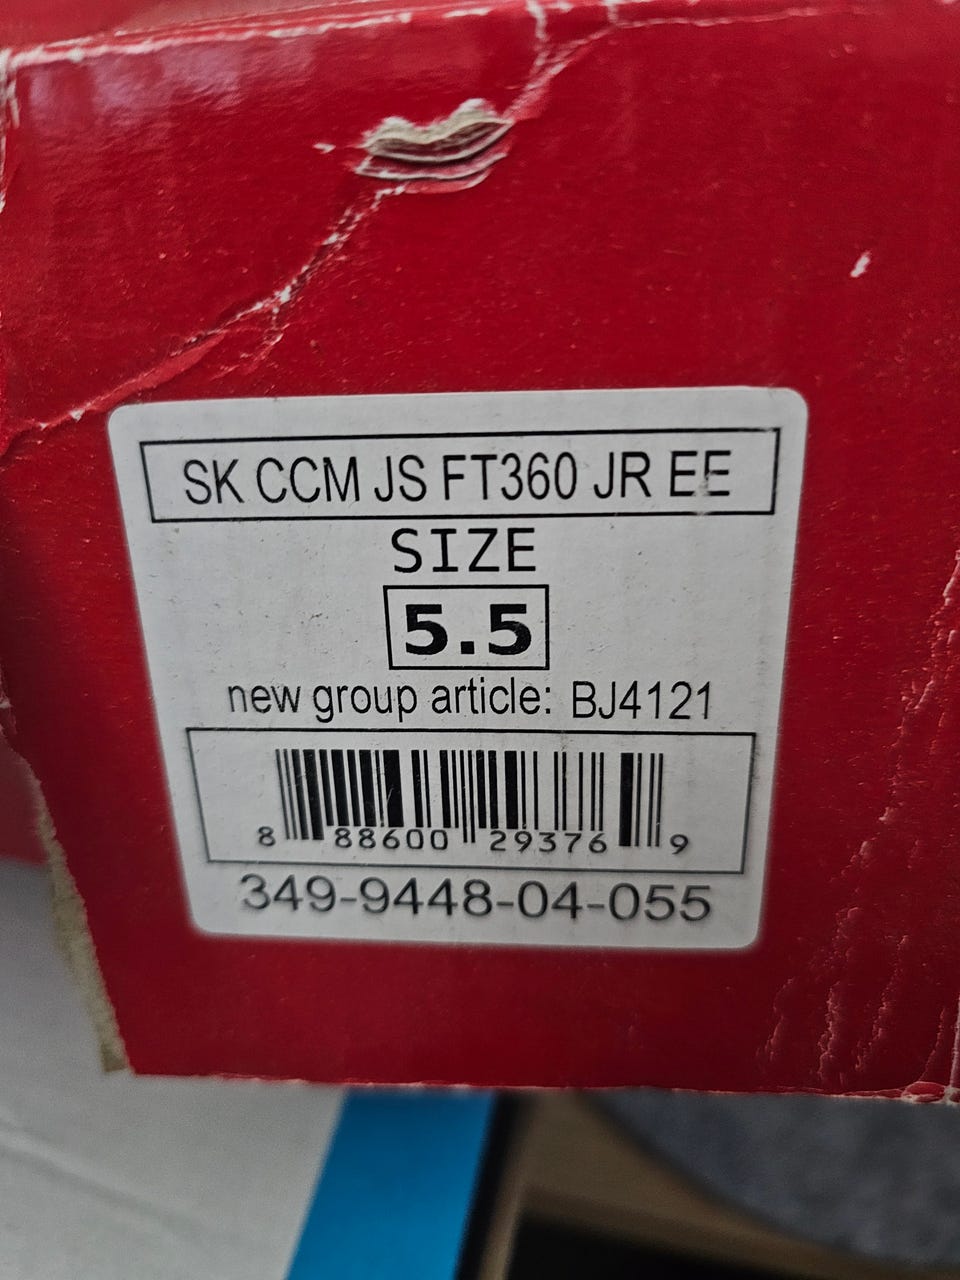 SK CCM JS FT360 JR EE
SIZE
5.5
new group article: BJ4121
8 88600 29376 9
349-9448-04-055